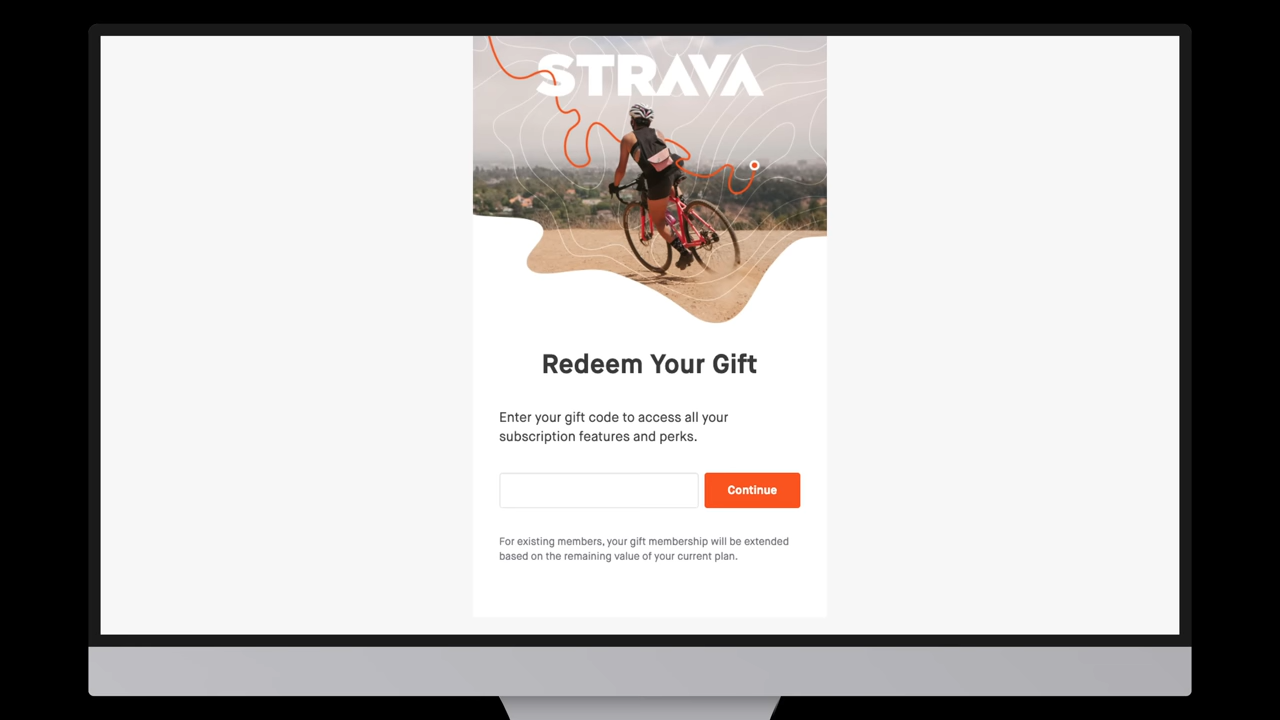 STRAVA
Redeem Your Gift
Enter your gift code to access all your
subscription features and perks.
Continue
For existing members, your gift membership will be extended
based on the remaining value of your current plan.